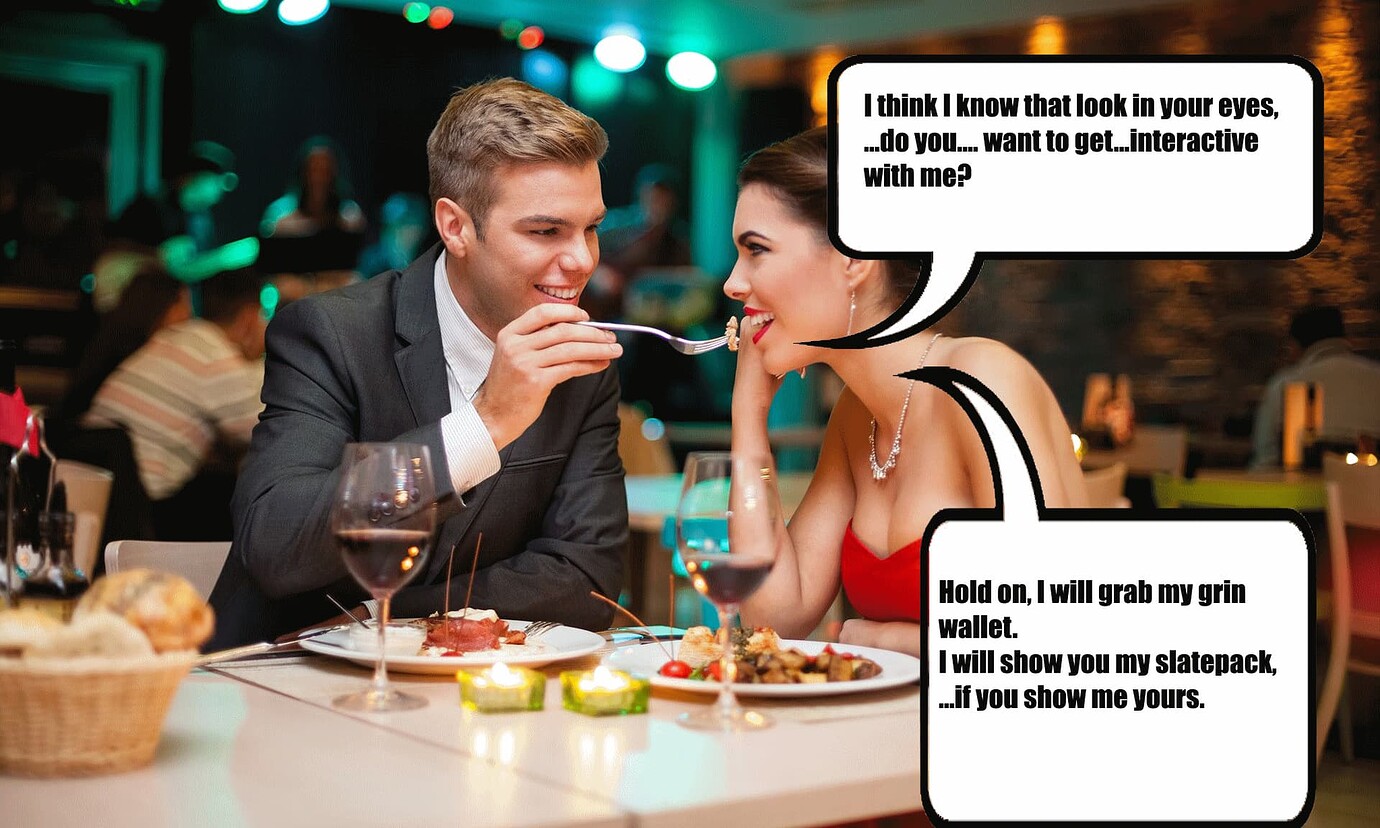 I think I know that look in your eyes,
...do you.... want to get...interactive
with me?
Hold on, I will grab my grin
wallet.
I will show you my slatepack,
...if you show me yours.